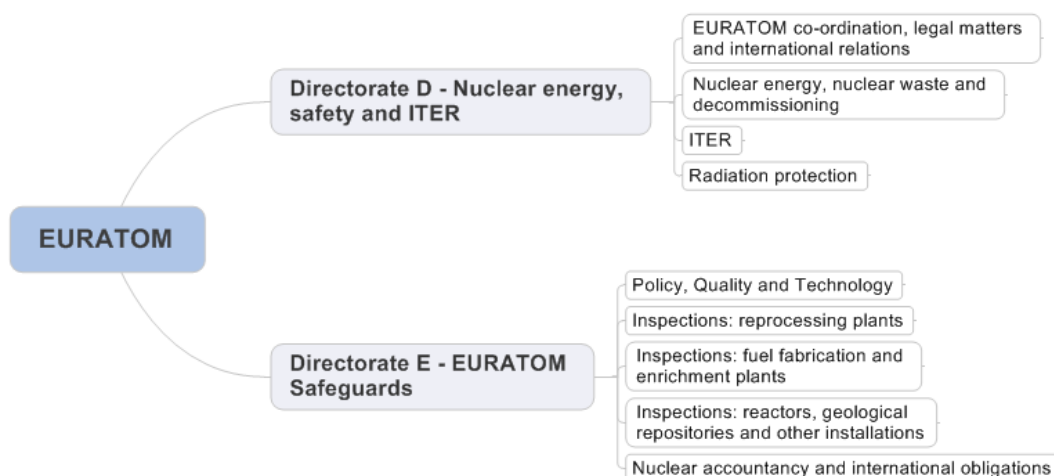 EURATOM
Directorate D - Nuclear energy,
safety and ITER
EURATOM co-ordination, legal matters
and international relations
Nuclear energy, nuclear waste and
decommissioning
ITER
Radiation protection
Directorate E - EURATOM
Safeguards
Policy, Quality and Technology
Inspections: reprocessing plants
Inspections: fuel fabrication and
enrichment plants
Inspections: reactors, geological
repositories and other installations
Nuclear accountancy and international obligations